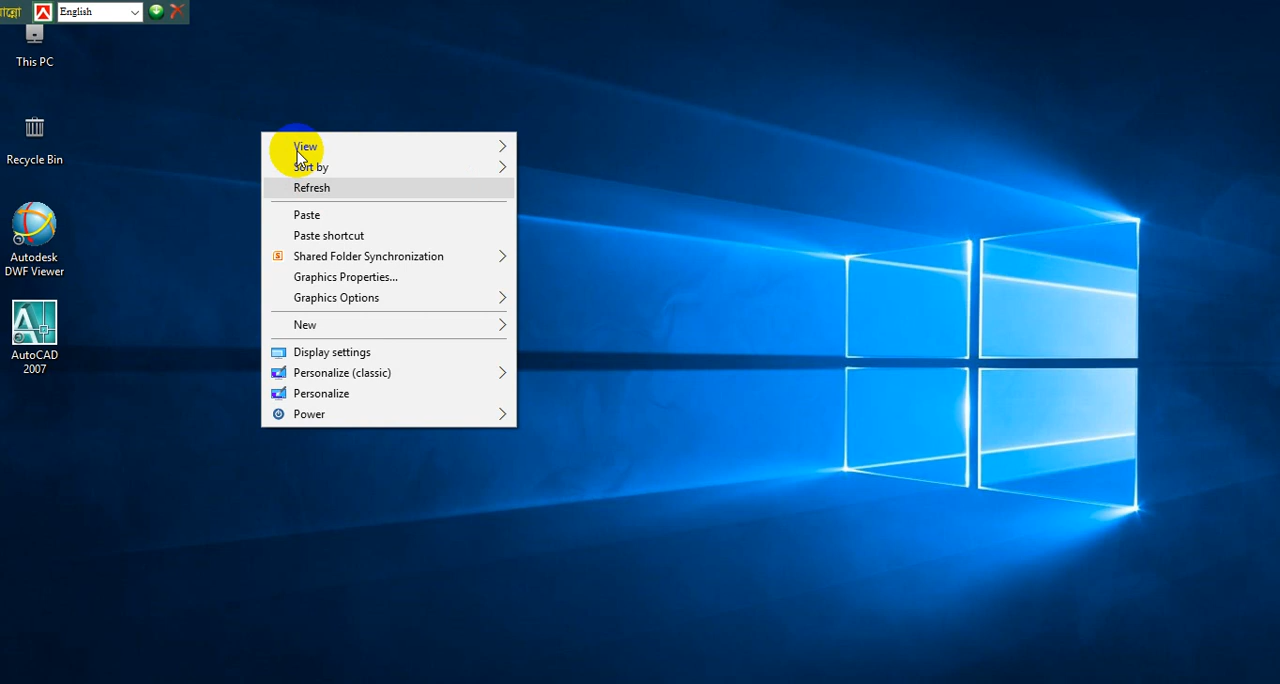 English
This PC
Recycle Bin
Autodesk
DWF Viewer
AutoCAD
2007
View
Sort by
Refresh
Paste
Paste shortcut
S
Shared Folder Synchronization
Graphics Properties...
Graphics Options
New
Display settings
Personalize (classic)
Personalize
Power